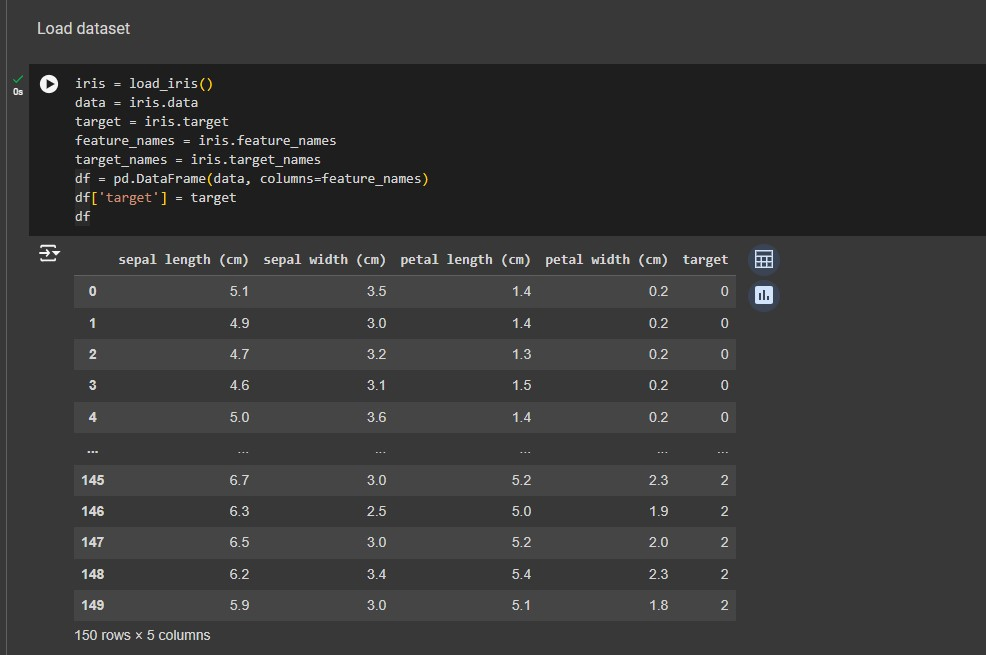 Load dataset
0s
iris = load_iris()
data = iris.data
target = iris.target
feature_names = iris.feature_names
target_names = iris.target_names
df = pd.DataFrame(data, columns=feature_names)
df['target'] = target
df
sepal length (cm) sepal width (cm) petal length (cm) petal width (cm) target
0 5.1 3.5 1.4 0.2 0
1 4.9 3.0 1.4 0.2 0
2 4.7 3.2 1.3 0.2 0
3 4.6 3.1 1.5 0.2 0
4 5.0 3.6 1.4 0.2 0
... ... ... ... ... ...
145 6.7 3.0 5.2 2.3 2
146 6.3 2.5 5.0 1.9 2
147 6.5 3.0 5.2 2.0 2
148 6.2 3.4 5.4 2.3 2
149 5.9 3.0 5.1 1.8 2
150 rows × 5 columns